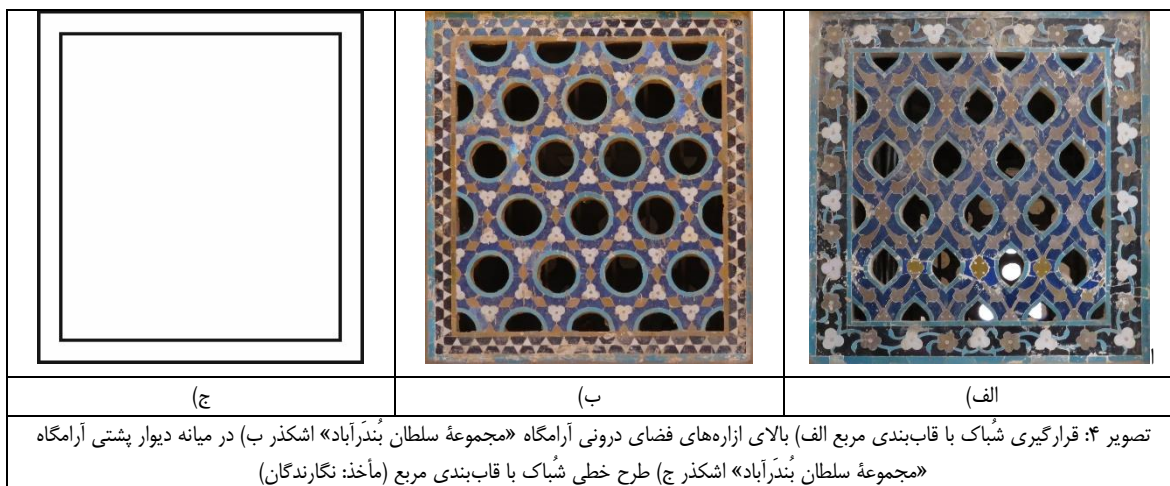 الف)
ب)
ج)
تصویر ۴: قرارگیری شُباک با قاب‌بندی مربع الف) بالای ازاره‌های فضای درونی آرامگاه «مجموعهٔ سلطان بُندَرآباد» اشکذر ب) در میانه دیوار پشتی آرامگاه
«مجموعهٔ سلطان بُندَرآباد» اشکذر ج) طرح خطی شُباک با قاب‌بندی مربع (مأخذ: نگارندگان)